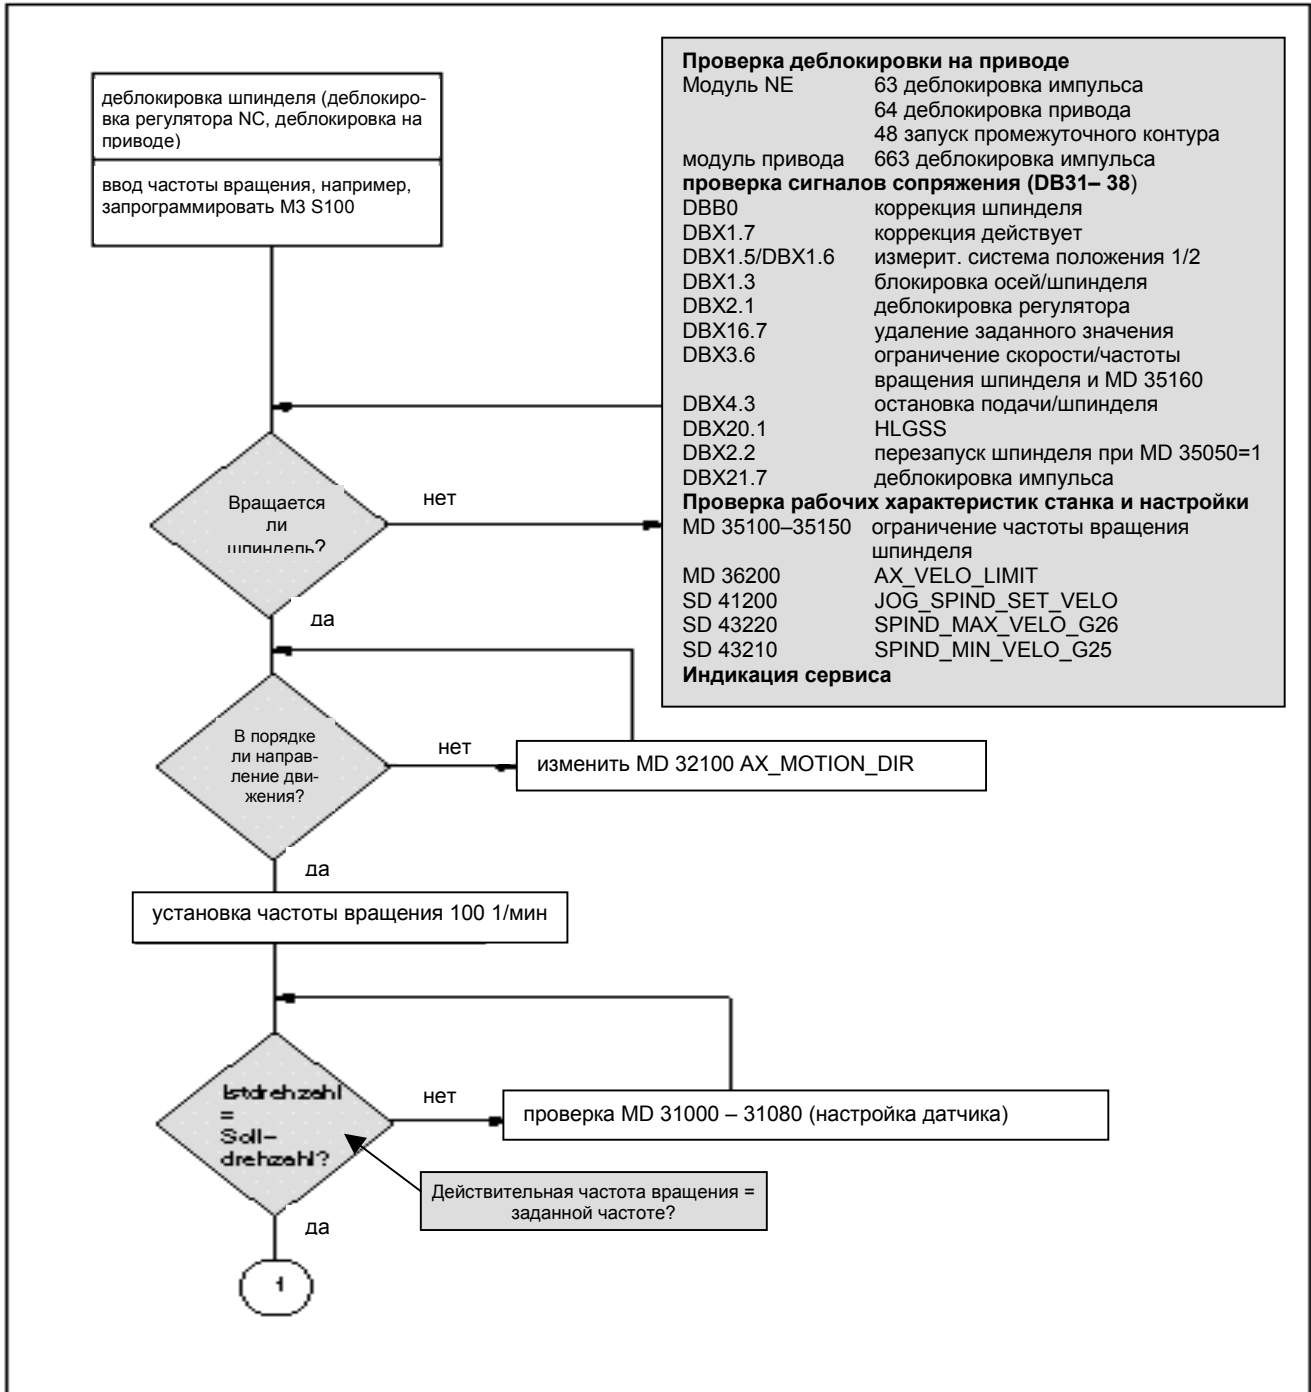 деблокировка шпинделя (деблокиро-
вка регулятора NC, деблокировка на
приводе)
ввод частоты вращения, например,
запрограммировать M3 S100
Проверка деблокировки на приводе
Модуль NE 63 деблокировка импульса
64 деблокировка привода
48 запуск промежуточного контура
модуль привода 663 деблокировка импульса
проверка сигналов сопряжения (DB31– 38)
DBB0 коррекция шпинделя
DBX1.7 коррекция действует
DBX1.5/DBX1.6 измерит. система положения 1/2
DBX1.3 блокировка осей/шпинделя
DBX2.1 деблокировка регулятора
DBX16.7 удаление заданного значения
DBX3.6 ограничение скорости/частоты
вращения шпинделя и MD 35160
DBX4.3 остановка подачи/шпинделя
DBX20.1 HLGSS
DBX2.2 перезапуск шпинделя при MD 35050=1
DBX21.7 деблокировка импульса
Проверка рабочих характеристик станка и настройки
MD 35100–35150 ограничение частоты вращения
шпинделя
MD 36200 AX_VELO_LIMIT
SD 41200 JOG_SPIND_SET_VELO
SD 43220 SPIND_MAX_VELO_G26
SD 43210 SPIND_MIN_VELO_G25
Индикация сервиса
Вращается
ли
шпиндель?
нет
да
В порядке
ли направ-
ление дви-
жения?
нет
изменить MD 32100 AX_MOTION_DIR
да
установка частоты вращения 100 1/мин
Istdrehzahl
=
Soll-
drehzahl?
нет
проверка MD 31000 – 31080 (настройка датчика)
Действительная частота вращения =
заданной частоте?
да
1